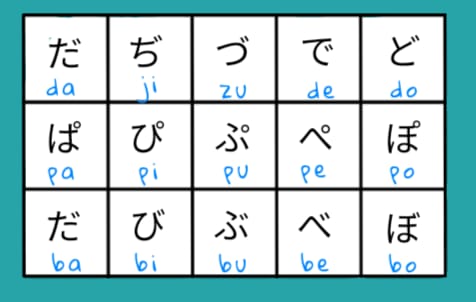 だ ぢ づ で ど
da ji zu de do
ぱ ぴ ぷ ぺ ぽ
pa pi pu pe po
だ び ぶ べ ぼ
ba bi bu be bo